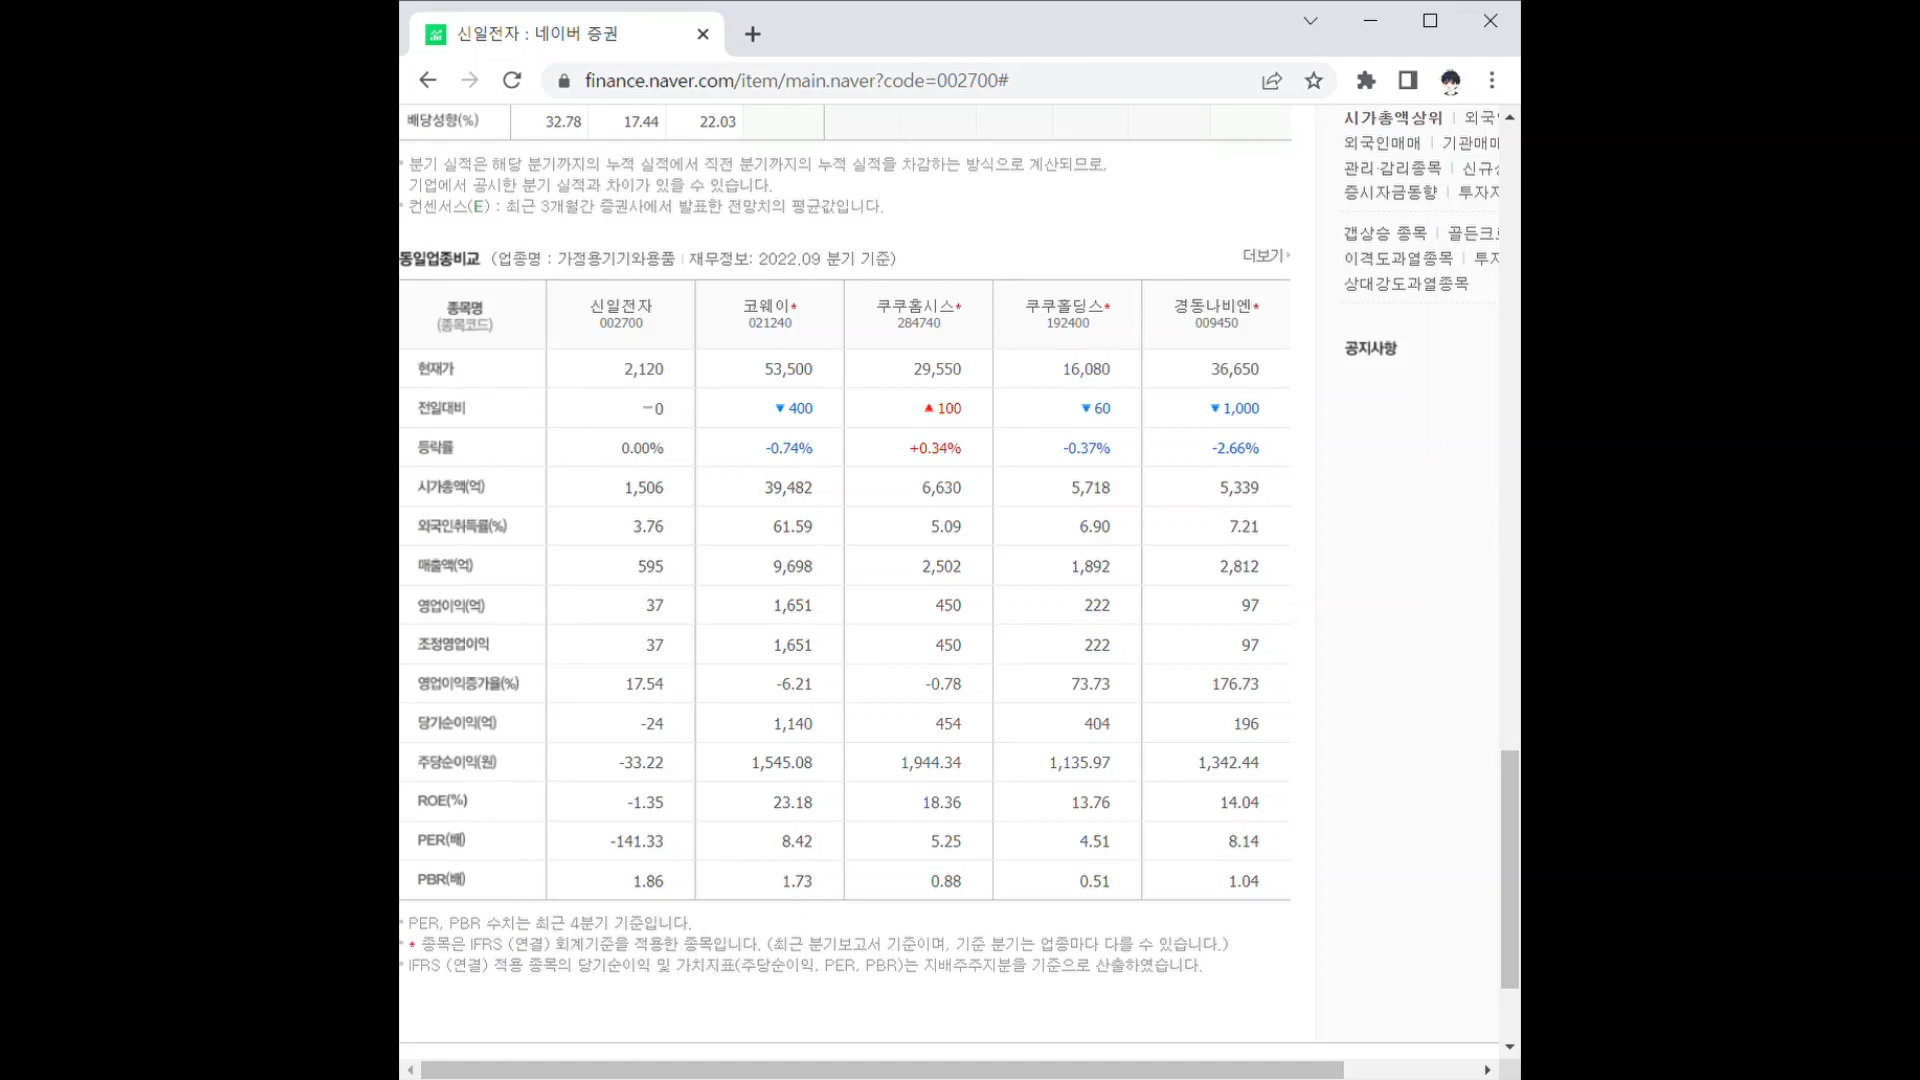 신일전자 : 네이버 증권
finance.naver.com/item/main.naver?code=002700#
배당성향(%) 32.78 17.44 22.03
분기 실적은 해당 분기까지의 누적 실적에서 직전 분기까지의 누적 실적을 차감하는 방식으로 계산되므로,
기업에서 공시한 분기 실적과 차이가 있을 수 있습니다.
컨센서스(E) : 최근 3개월간 증권사에서 발표한 전망치의 평균값입니다.
동일업종비교 (업종명 : 가정용기기와용품 | 재무정보: 2022.09 분기 기준) 더보기
종목명 신일전자 코웨이* 쿠쿠홈시스* 쿠쿠홀딩스* 경동나비엔*
(종목코드) 002700 021240 284740 192400 009450
현재가 2,120 53,500 29,550 16,080 36,650
전일대비 －0 ▼400 ▲100 ▼60 ▼1,000
등락률 0.00% -0.74% +0.34% -0.37% -2.66%
시가총액(억) 1,506 39,482 6,630 5,718 5,339
외국인취득률(%) 3.76 61.59 5.09 6.90 7.21
매출액(억) 595 9,698 2,502 1,892 2,812
영업이익(억) 37 1,651 450 222 97
조정영업이익 37 1,651 450 222 97
영업이익증가율(%) 17.54 -6.21 -0.78 73.73 176.73
당기순이익(억) -24 1,140 454 404 196
주당순이익(원) -33.22 1,545.08 1,944.34 1,135.97 1,342.44
ROE(%) -1.35 23.18 18.36 13.76 14.04
PER(배) -141.33 8.42 5.25 4.51 8.14
PBR(배) 1.86 1.73 0.88 0.51 1.04
PER, PBR 수치는 최근 4분기 기준입니다.
* 종목은 IFRS (연결) 회계기준을 적용한 종목입니다. (최근 분기보고서 기준이며, 기준 분기는 업종마다 다를 수 있습니다.)
IFRS (연결) 적용 종목의 당기순이익 및 가치지표(주당순이익, PER, PBR)는 지배주주지분을 기준으로 산출하였습니다.
시가총액상위 | 외국
외국인매매 | 기관매매
관리·감리종목 | 신규
증시자금동향 | 투자
갭상승 종목 | 골든크
이격도과열종목 | 투자
상대강도과열종목
공지사항